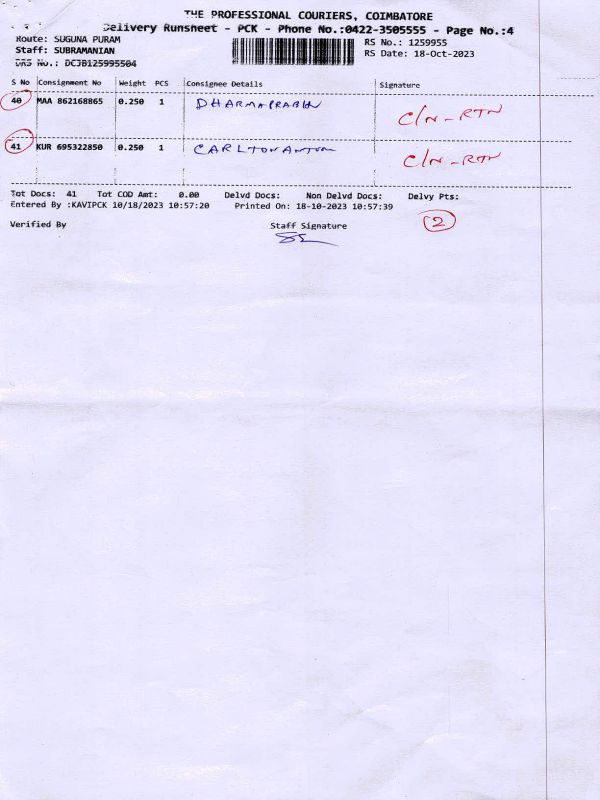 THE PROFESSIONAL COURIERS, COIMBATORE
Delivery Runsheet - PCK - Phone No.:0422-3505555 - Page No.:4
Route: SUGUNA PURAM
RS No.: 1259955
Staff: SUBRAMANIAN
RS Date: 18-Oct-2023
DRS No.: DCJB125995504
S No Consignment No Weight PCS Consignee Details Signature
40 MAA 862168865 0.250 1 DHARMAPRABHU C/N-RTN
41 KUR 695322850 0.250 1 CARLTONANTONY C/N-RTN
Tot Docs: 41 Tot COD Amt: 0.00 Delvd Docs: Non Delvd Docs: Delvy Pts:
Entered By :KAVIPCK 10/18/2023 10:57:20 Printed On: 18-10-2023 10:57:39
2
Verified By Staff Signature